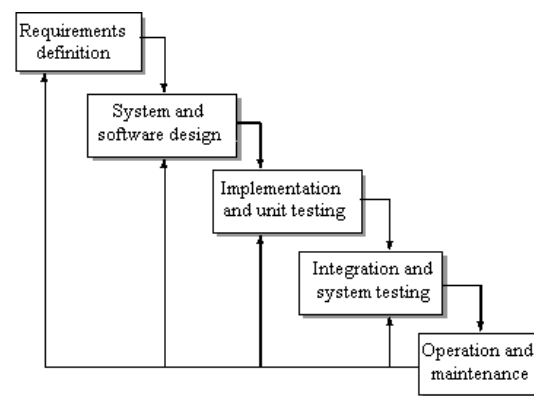 Requirements
definition
System and
software design
Implementation
and unit testing
Integration and
system testing
Operation and
maintenance